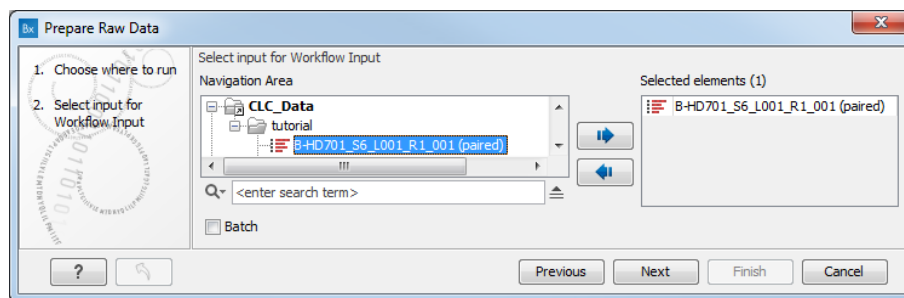 Bx Prepare Raw Data
1. Choose where to run
2. Select input for
Workflow Input
Select input for Workflow Input
Navigation Area
CLC_Data
tutorial
B-HD701_S6_L001_R1_001 (paired)
<enter search term>
Batch
Selected elements (1)
B-HD701_S6_L001_R1_001 (paired)
?
Previous
Next
Finish
Cancel